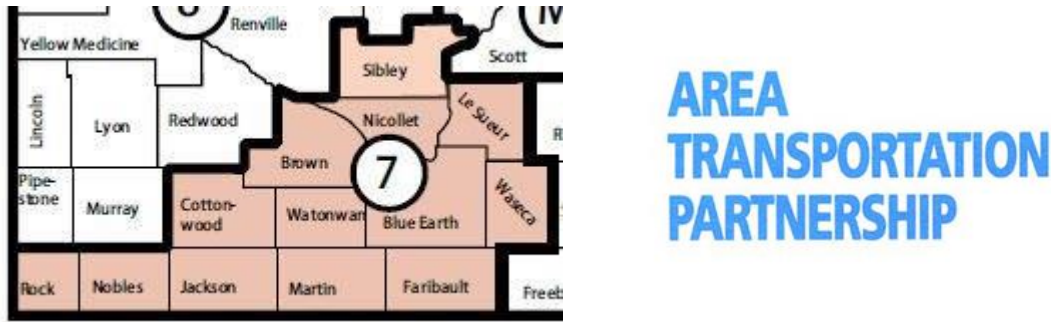 Renville
Yellow Medicine
Scott
Sibley
Lincoln
Lyon
Redwood
Nicollet
Le Sueur
Brown
7
Pipe-
stone
Murray
Cotton-
wood
Watonwan
Blue Earth
Waseca
Rock
Nobles
Jackson
Martin
Faribault
Freeb
AREA
TRANSPORTATION
PARTNERSHIP